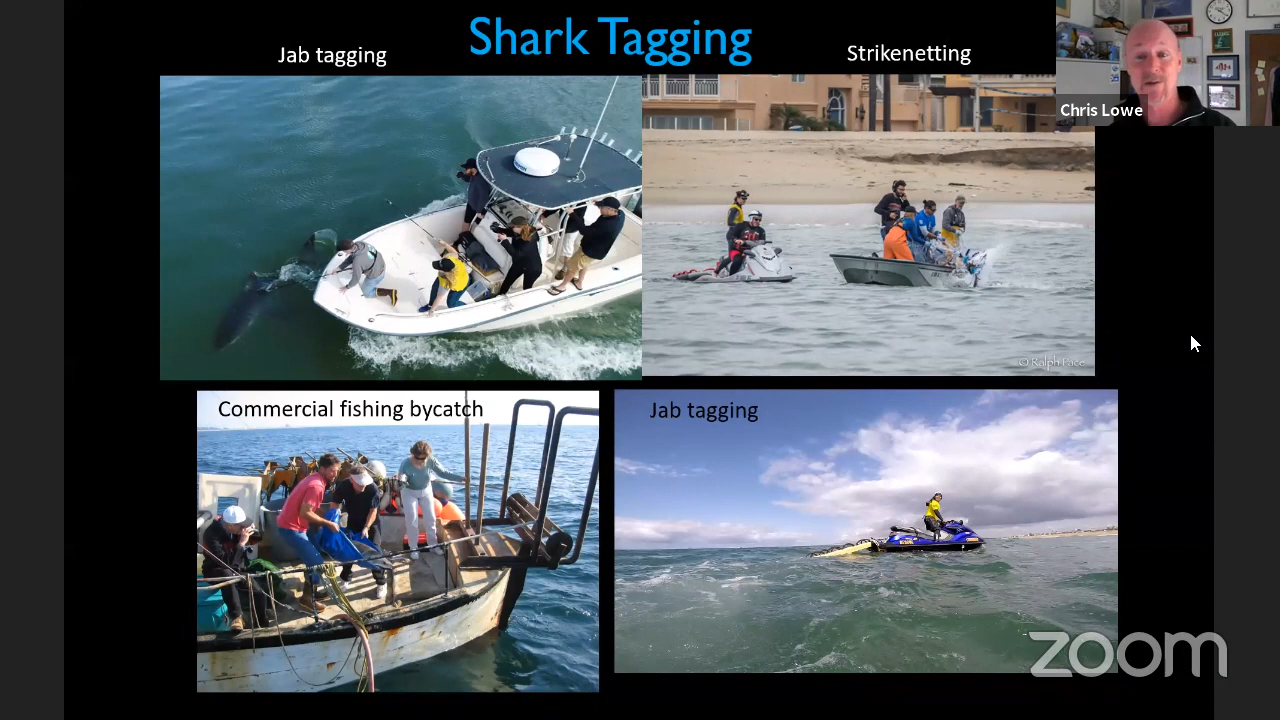 Shark Tagging
Jab tagging
Strikenetting
Chris Lowe
© Ralph Pace
Commercial fishing bycatch
Jab tagging
zoom